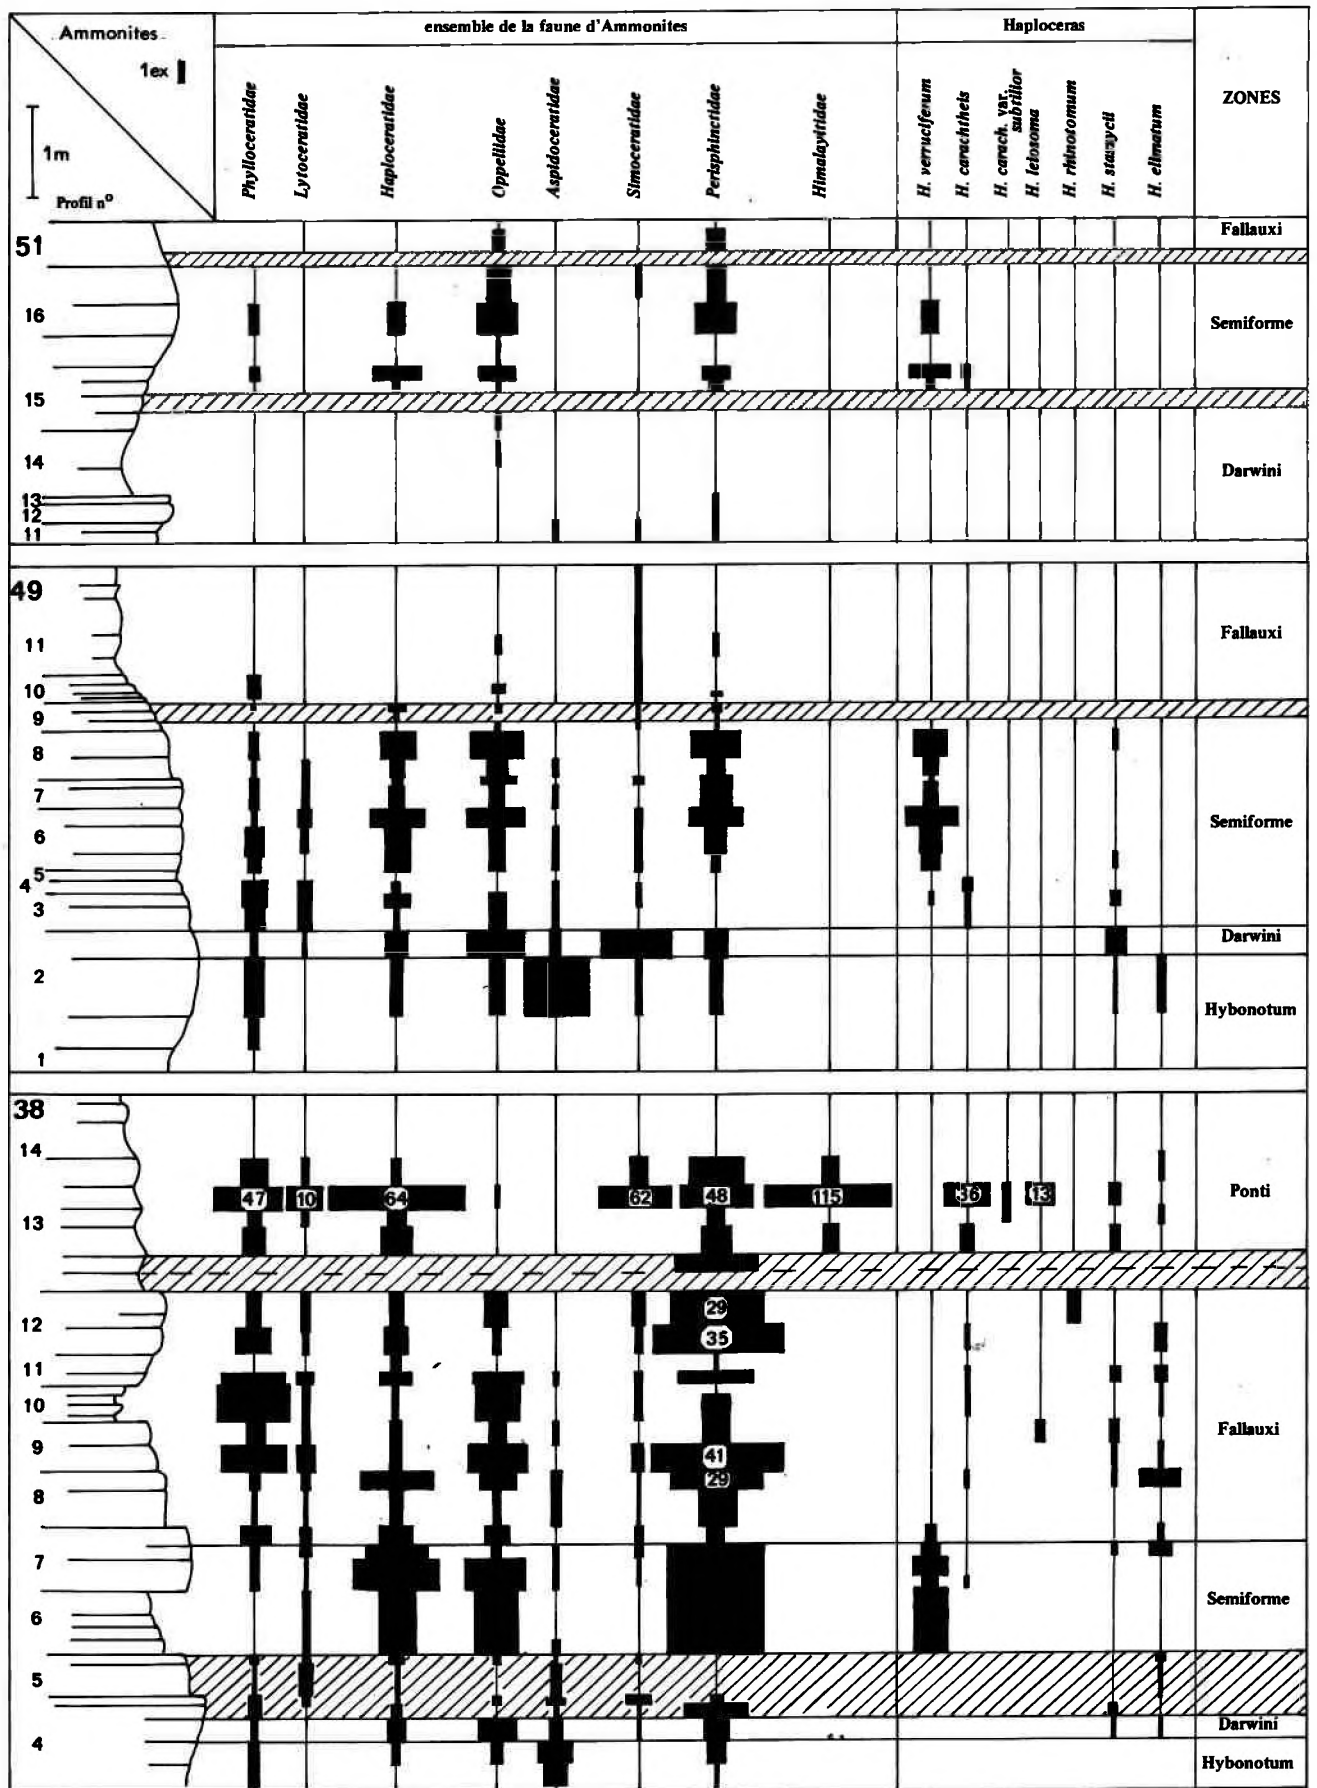 Ammonites
1ex
1m
Profil n°
ensemble de la faune d'Ammonites
Haploceras
ZONES
Phylloceratidae
Lytoceratidae
Haploceratidae
Oppeliidae
Aspidoceratidae
Simoceratidae
Perisphinctidae
Himalayitidae
H. verruciferum
H. carachtheis
H. carach. var.
subtilior
H. leiosoma
H. rhinotomum
H. staszycii
H. elimatum
51
Fallauxi
16
Semiforme
15
14
Darwini
13
12
11
49
11
Fallauxi
10
9
8
7
Semiforme
6
5
4
3
Darwini
2
Hybonotum
1
38
14
47 10 64 62 48 115 36 13
Ponti
13
29
12
35
11
10
9
Fallauxi
41
29
8
7
Semiforme
6
5
Darwini
4
Hybonotum